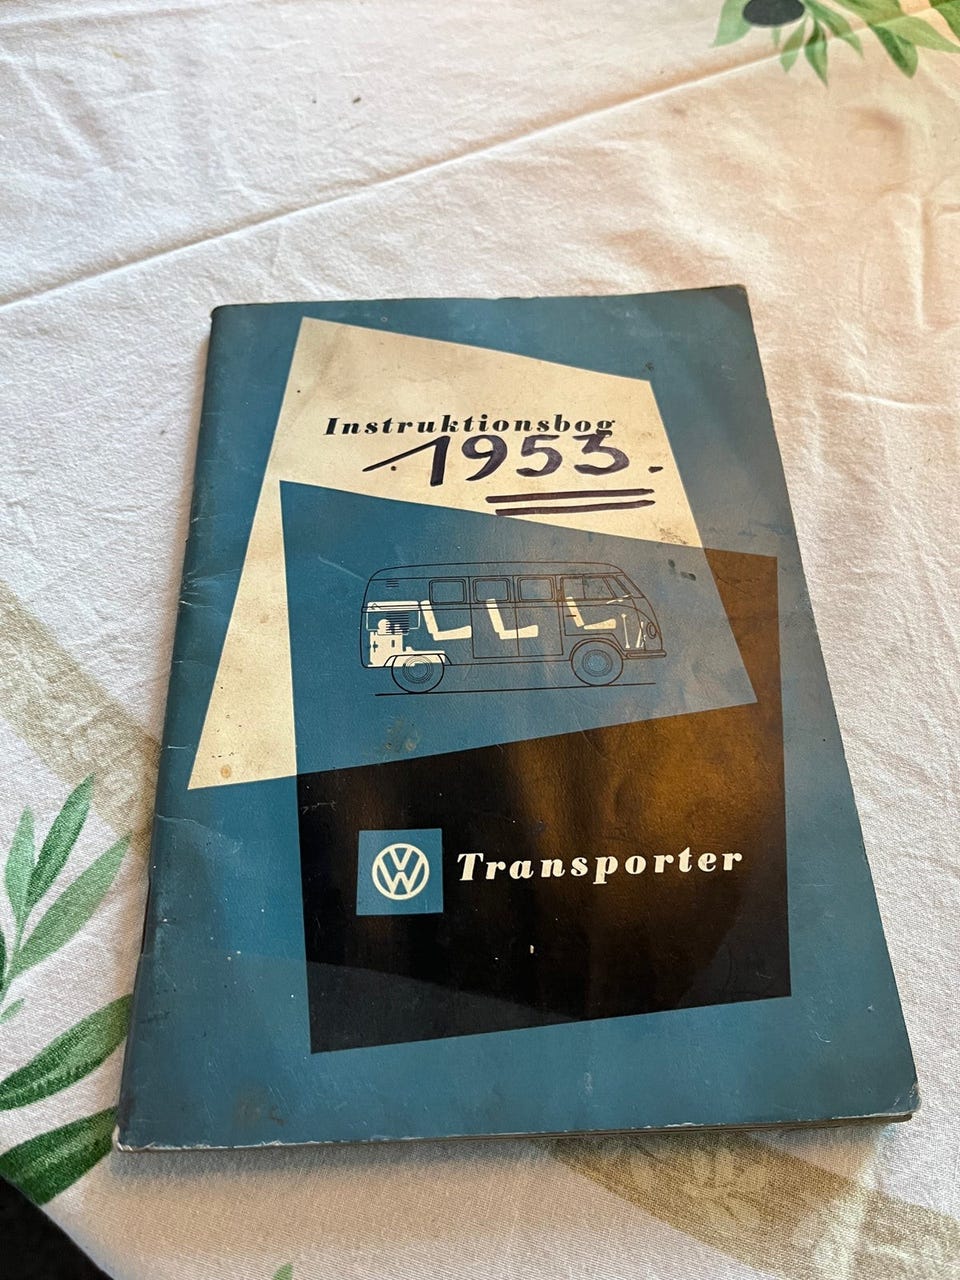 Instruktionsbog
1953.
VW
Transporter